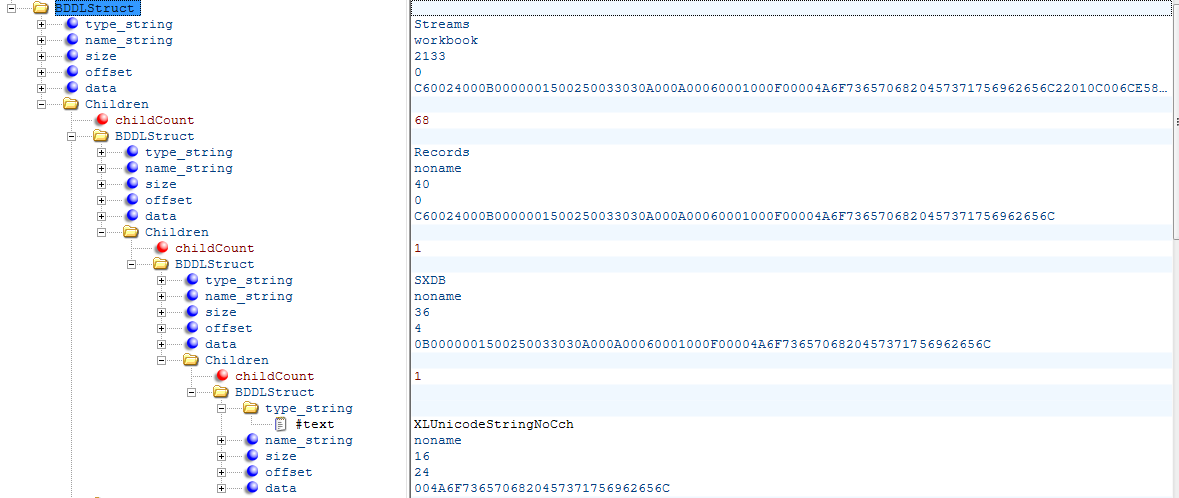 BDDLStruct
type_string Streams
name_string workbook
size 2133
offset 0
data C60024000B0000001500250033030A000A00060001000F00004A6F7365706820457371756962656C22010C006CE58...
Children
childCount 68
BDDLStruct
type_string Records
name_string noname
size 40
offset 0
data C60024000B0000001500250033030A000A00060001000F00004A6F7365706820457371756962656C
Children
childCount 1
BDDLStruct
type_string SXDB
name_string noname
size 36
offset 4
data 0B0000001500250033030A000A00060001000F00004A6F7365706820457371756962656C
Children
childCount 1
BDDLStruct
type_string
#text XLUnicodeStringNoCch
name_string noname
size 16
offset 24
data 004A6F7365706820457371756962656C